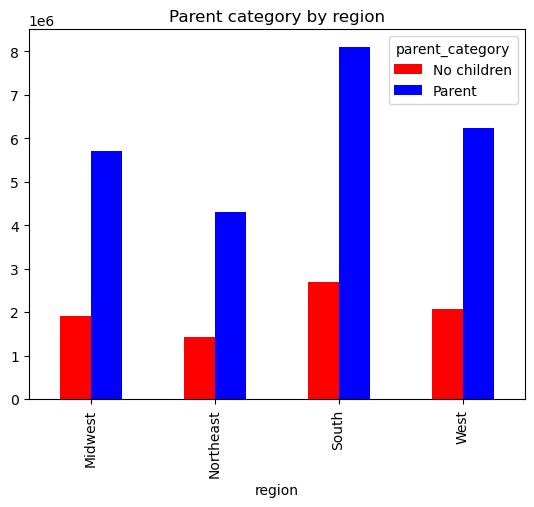 Parent category by region
1e6
parent_category
No children
Parent
8
7
6
5
4
3
2
1
0
Midwest
Northeast
South
West
region